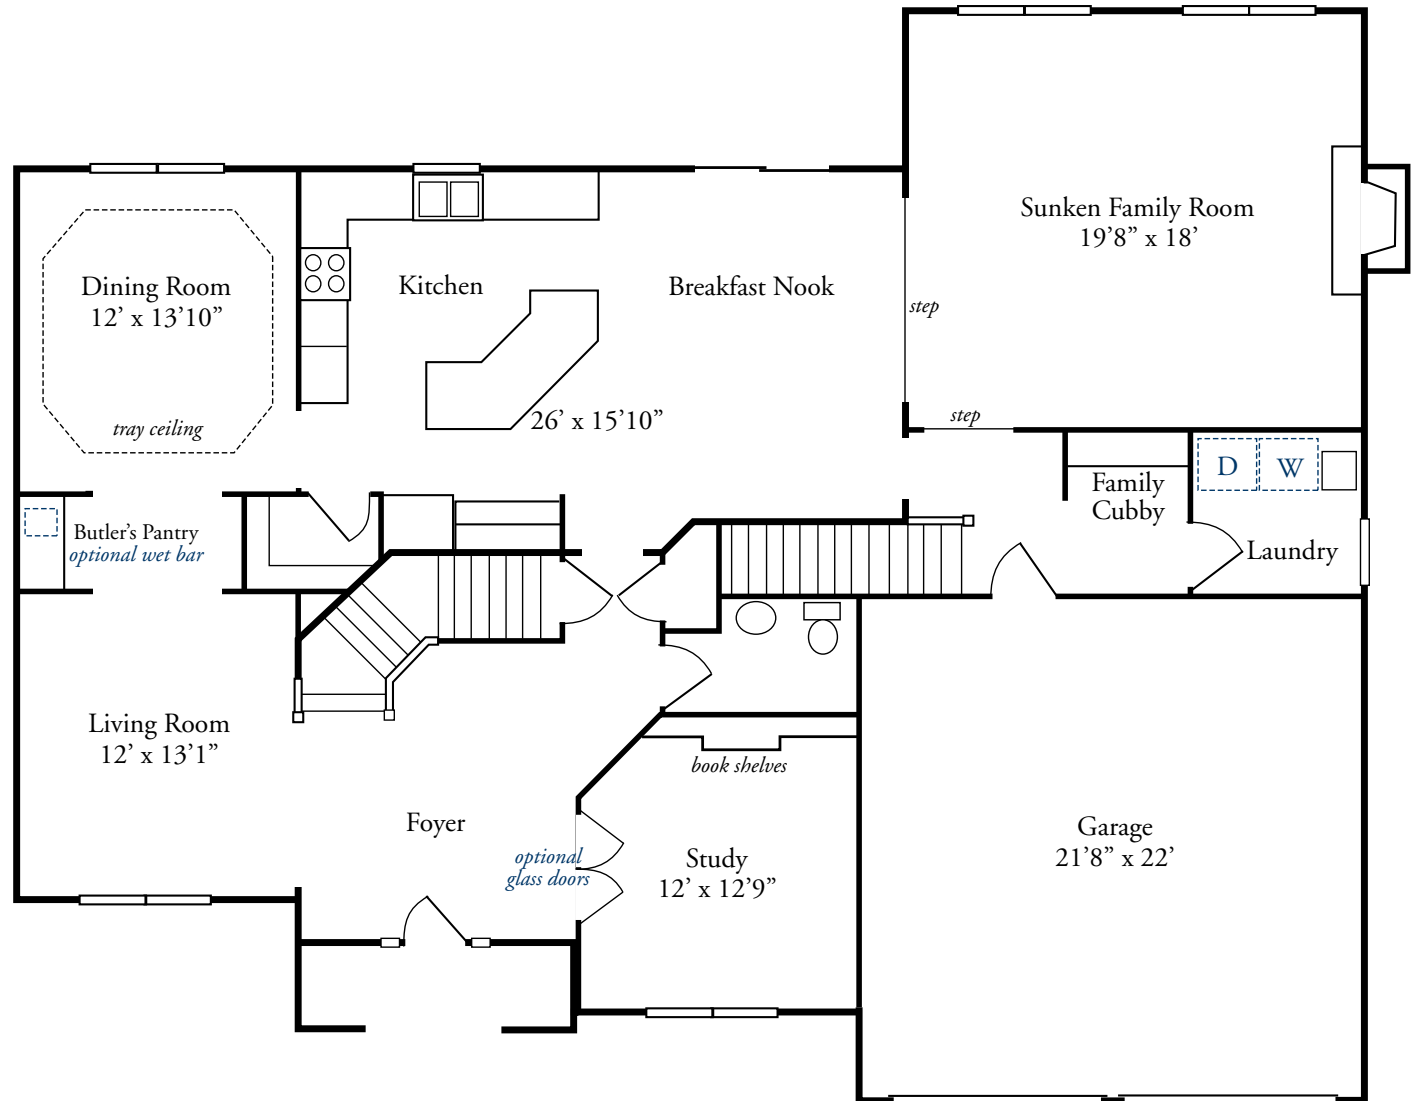 Sunken Family Room
19’8” x 18’
Dining Room
12’ x 13’10”
Kitchen
Breakfast Nook
step
tray ceiling
26’ x 15’10”
step
D
W
Family
Cubby
Butler’s Pantry
optional wet bar
Laundry
Living Room
12’ x 13’1”
book shelves
Foyer
optional
glass doors
Study
12’ x 12’9”
Garage
21’8” x 22’